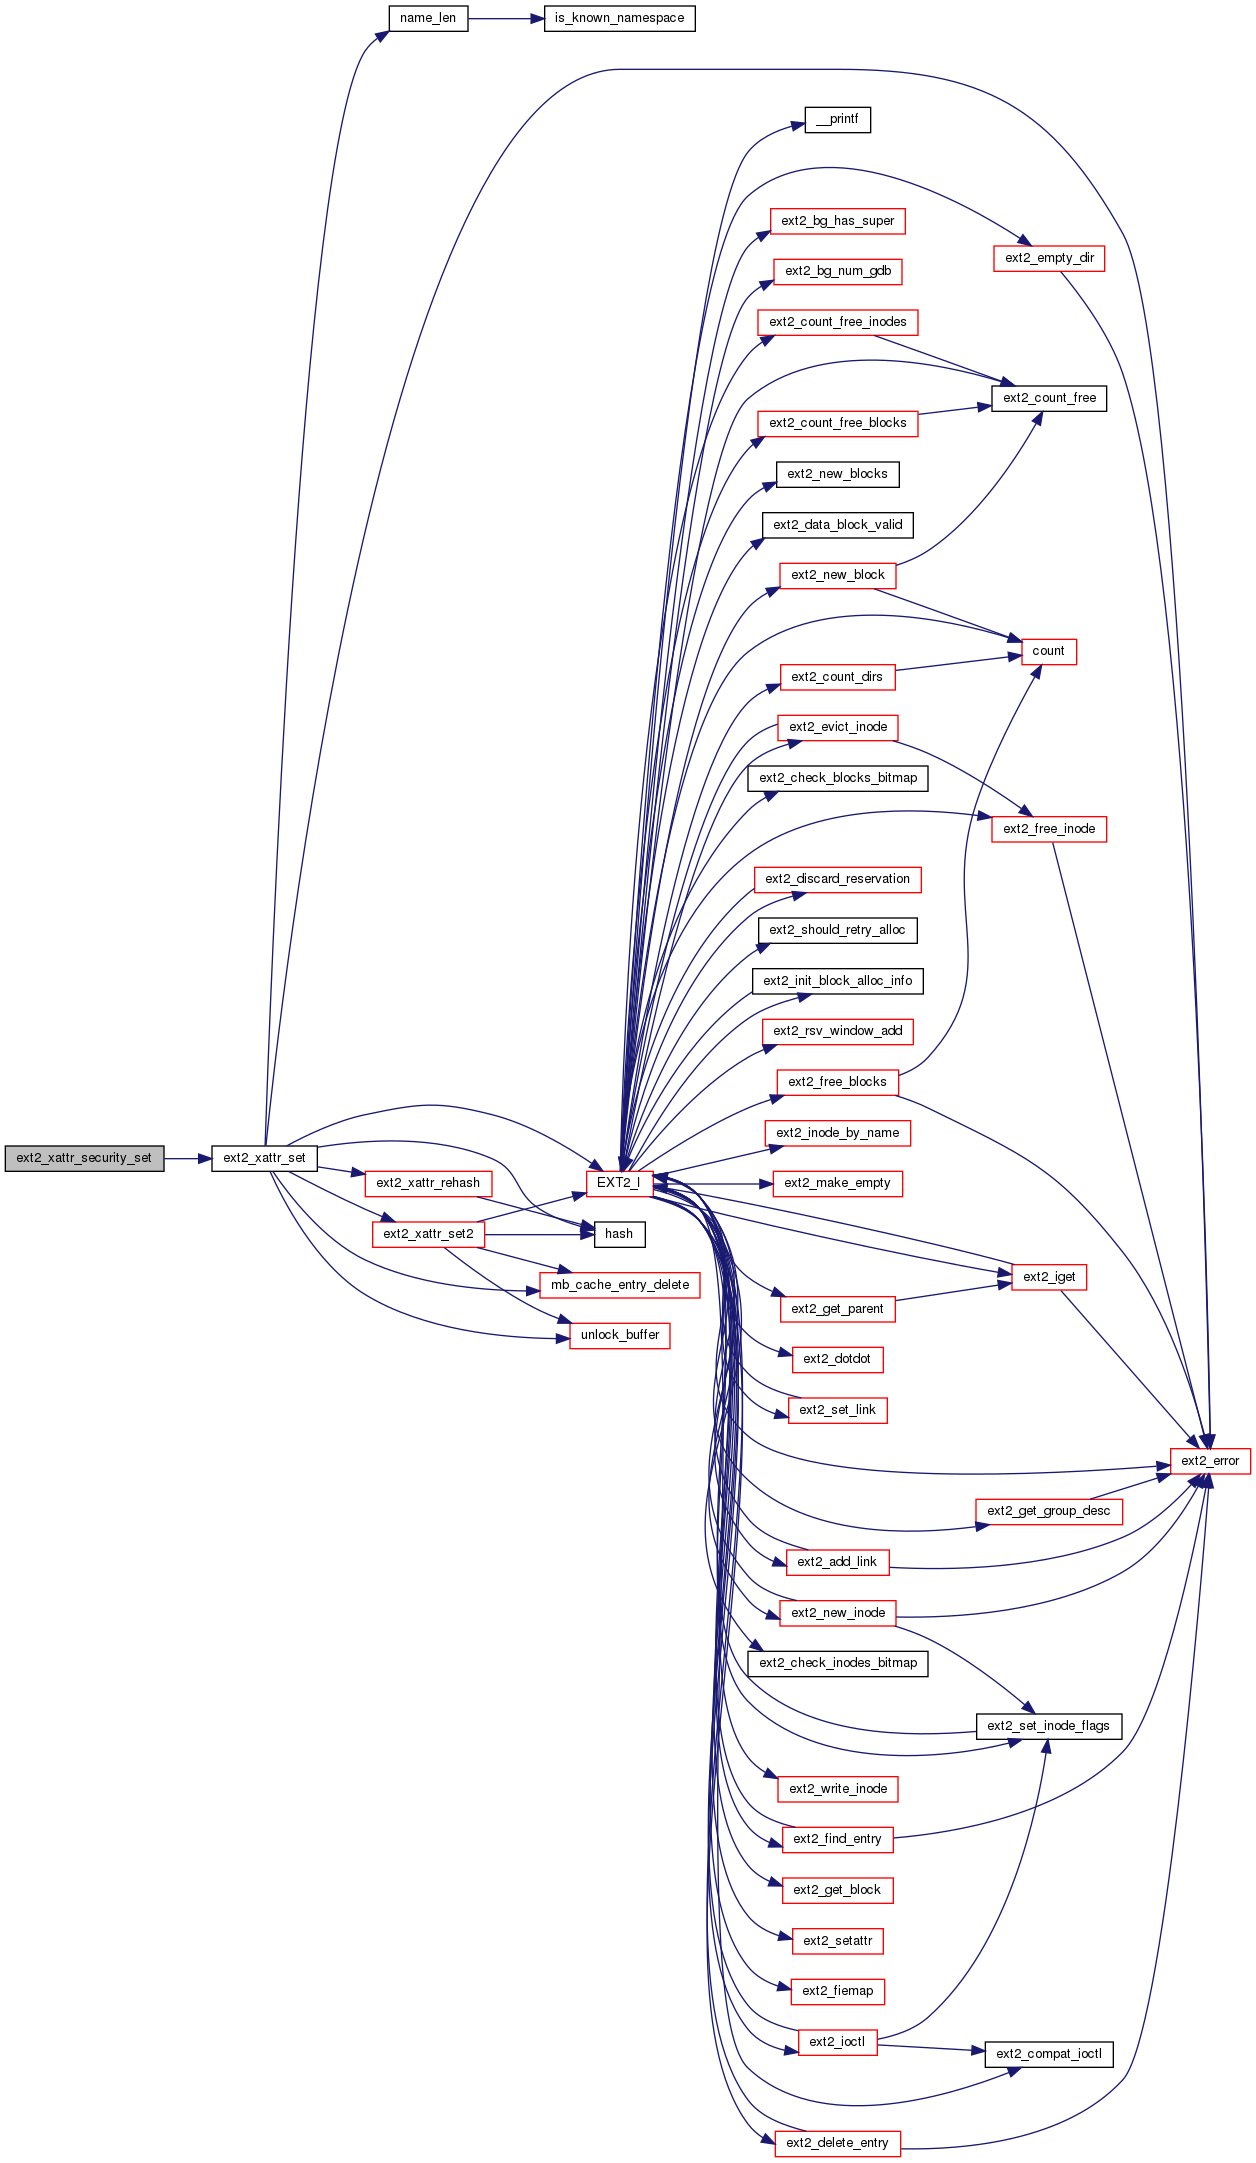 name_len
is_known_namespace
__printf
ext2_bg_has_super
ext2_empty_dir
ext2_bg_num_gdb
ext2_count_free_inodes
ext2_count_free
ext2_count_free_blocks
ext2_new_blocks
ext2_data_block_valid
ext2_new_block
count
ext2_count_dirs
ext2_evict_inode
ext2_check_blocks_bitmap
ext2_free_inode
ext2_discard_reservation
ext2_should_retry_alloc
ext2_init_block_alloc_info
ext2_rsv_window_add
ext2_free_blocks
ext2_inode_by_name
ext2_xattr_security_set
ext2_xattr_set
ext2_xattr_rehash
EXT2_I
ext2_make_empty
ext2_xattr_set2
hash
mb_cache_entry_delete
ext2_iget
ext2_get_parent
unlock_buffer
ext2_dotdot
ext2_set_link
ext2_error
ext2_get_group_desc
ext2_add_link
ext2_new_inode
ext2_check_inodes_bitmap
ext2_set_inode_flags
ext2_write_inode
ext2_find_entry
ext2_get_block
ext2_setattr
ext2_fiemap
ext2_ioctl
ext2_compat_ioctl
ext2_delete_entry